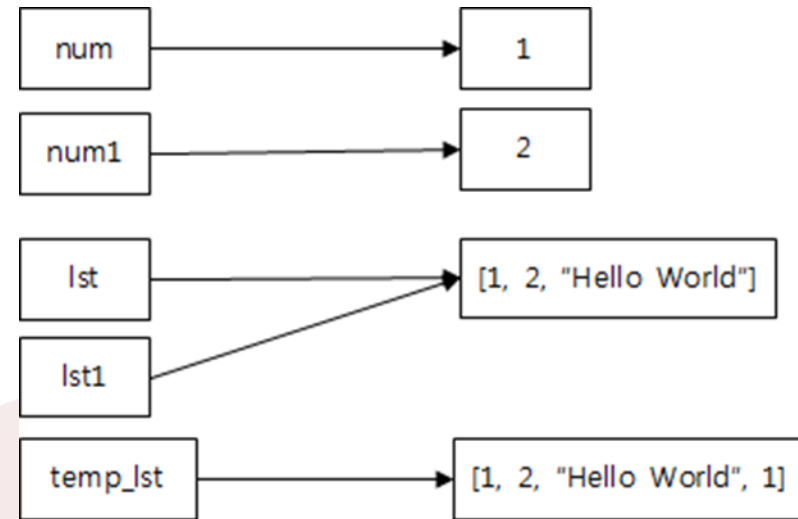 num 1
num1 2
lst [1, 2, "Hello World"]
lst1
temp_lst [1, 2, "Hello World", 1]